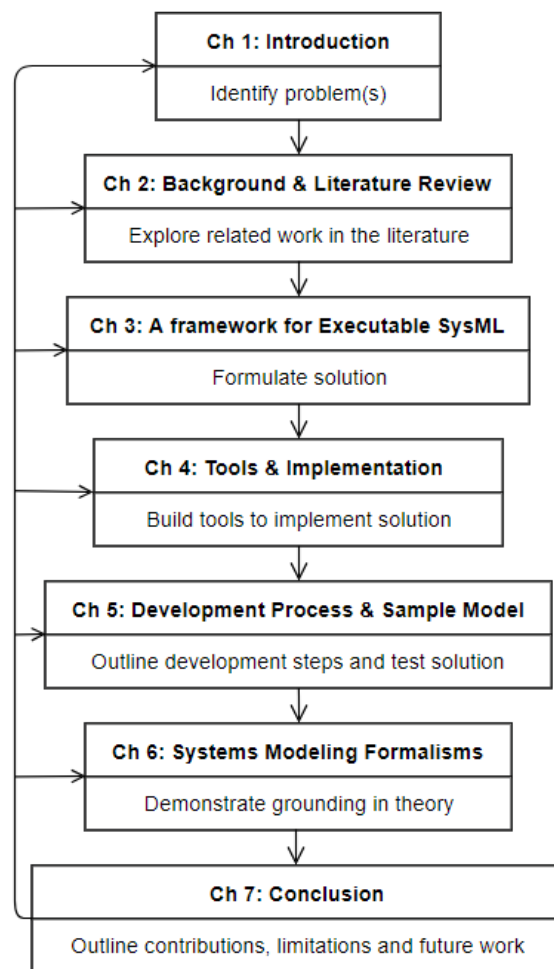 Ch 1: Introduction
Identify problem(s)
Ch 2: Background & Literature Review
Explore related work in the literature
Ch 3: A framework for Executable SysML
Formulate solution
Ch 4: Tools & Implementation
Build tools to implement solution
Ch 5: Development Process & Sample Model
Outline development steps and test solution
Ch 6: Systems Modeling Formalisms
Demonstrate grounding in theory
Ch 7: Conclusion
Outline contributions, limitations and future work